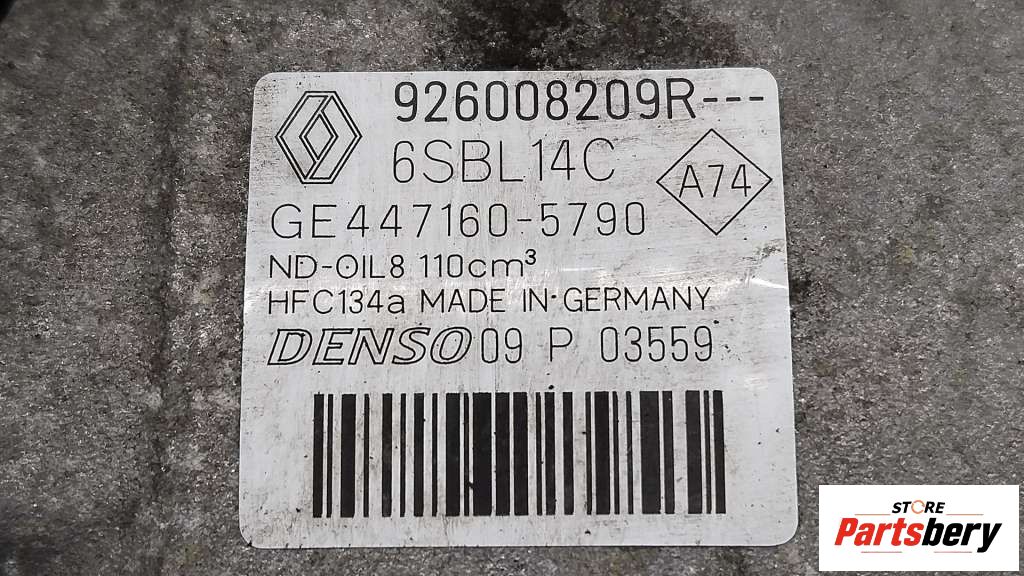 926008209R---
6SBL14C
A74
GE447160-5790
ND-OIL8 110cm³
HFC134a MADE IN GERMANY
DENSO 09 P 03559
STORE
Partsbery